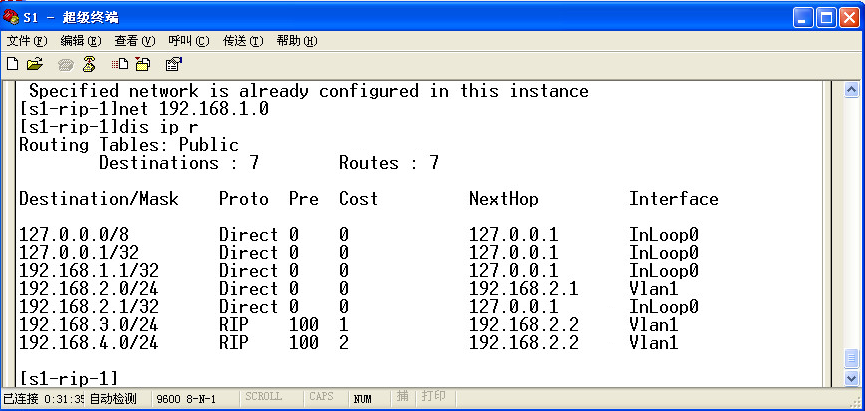 S1 - 超级终端
文件(F) 编辑(E) 查看(V) 呼叫(C) 传送(T) 帮助(H)
Specified network is already configured in this instance
[s1-rip-1]net 192.168.1.0
[s1-rip-1]dis ip r
Routing Tables: Public
Destinations : 7 Routes : 7
Destination/Mask Proto Pre Cost NextHop Interface
127.0.0.0/8 Direct 0 0 127.0.0.1 InLoop0
127.0.0.1/32 Direct 0 0 127.0.0.1 InLoop0
192.168.1.1/32 Direct 0 0 127.0.0.1 InLoop0
192.168.2.0/24 Direct 0 0 192.168.2.1 Vlan1
192.168.2.1/32 Direct 0 0 127.0.0.1 InLoop0
192.168.3.0/24 RIP 100 1 192.168.2.2 Vlan1
192.168.4.0/24 RIP 100 2 192.168.2.2 Vlan1
[s1-rip-1]
已连接 0:31:35 自动检测 9600 8-N-1 SCROLL CAPS NUM 捕 打印